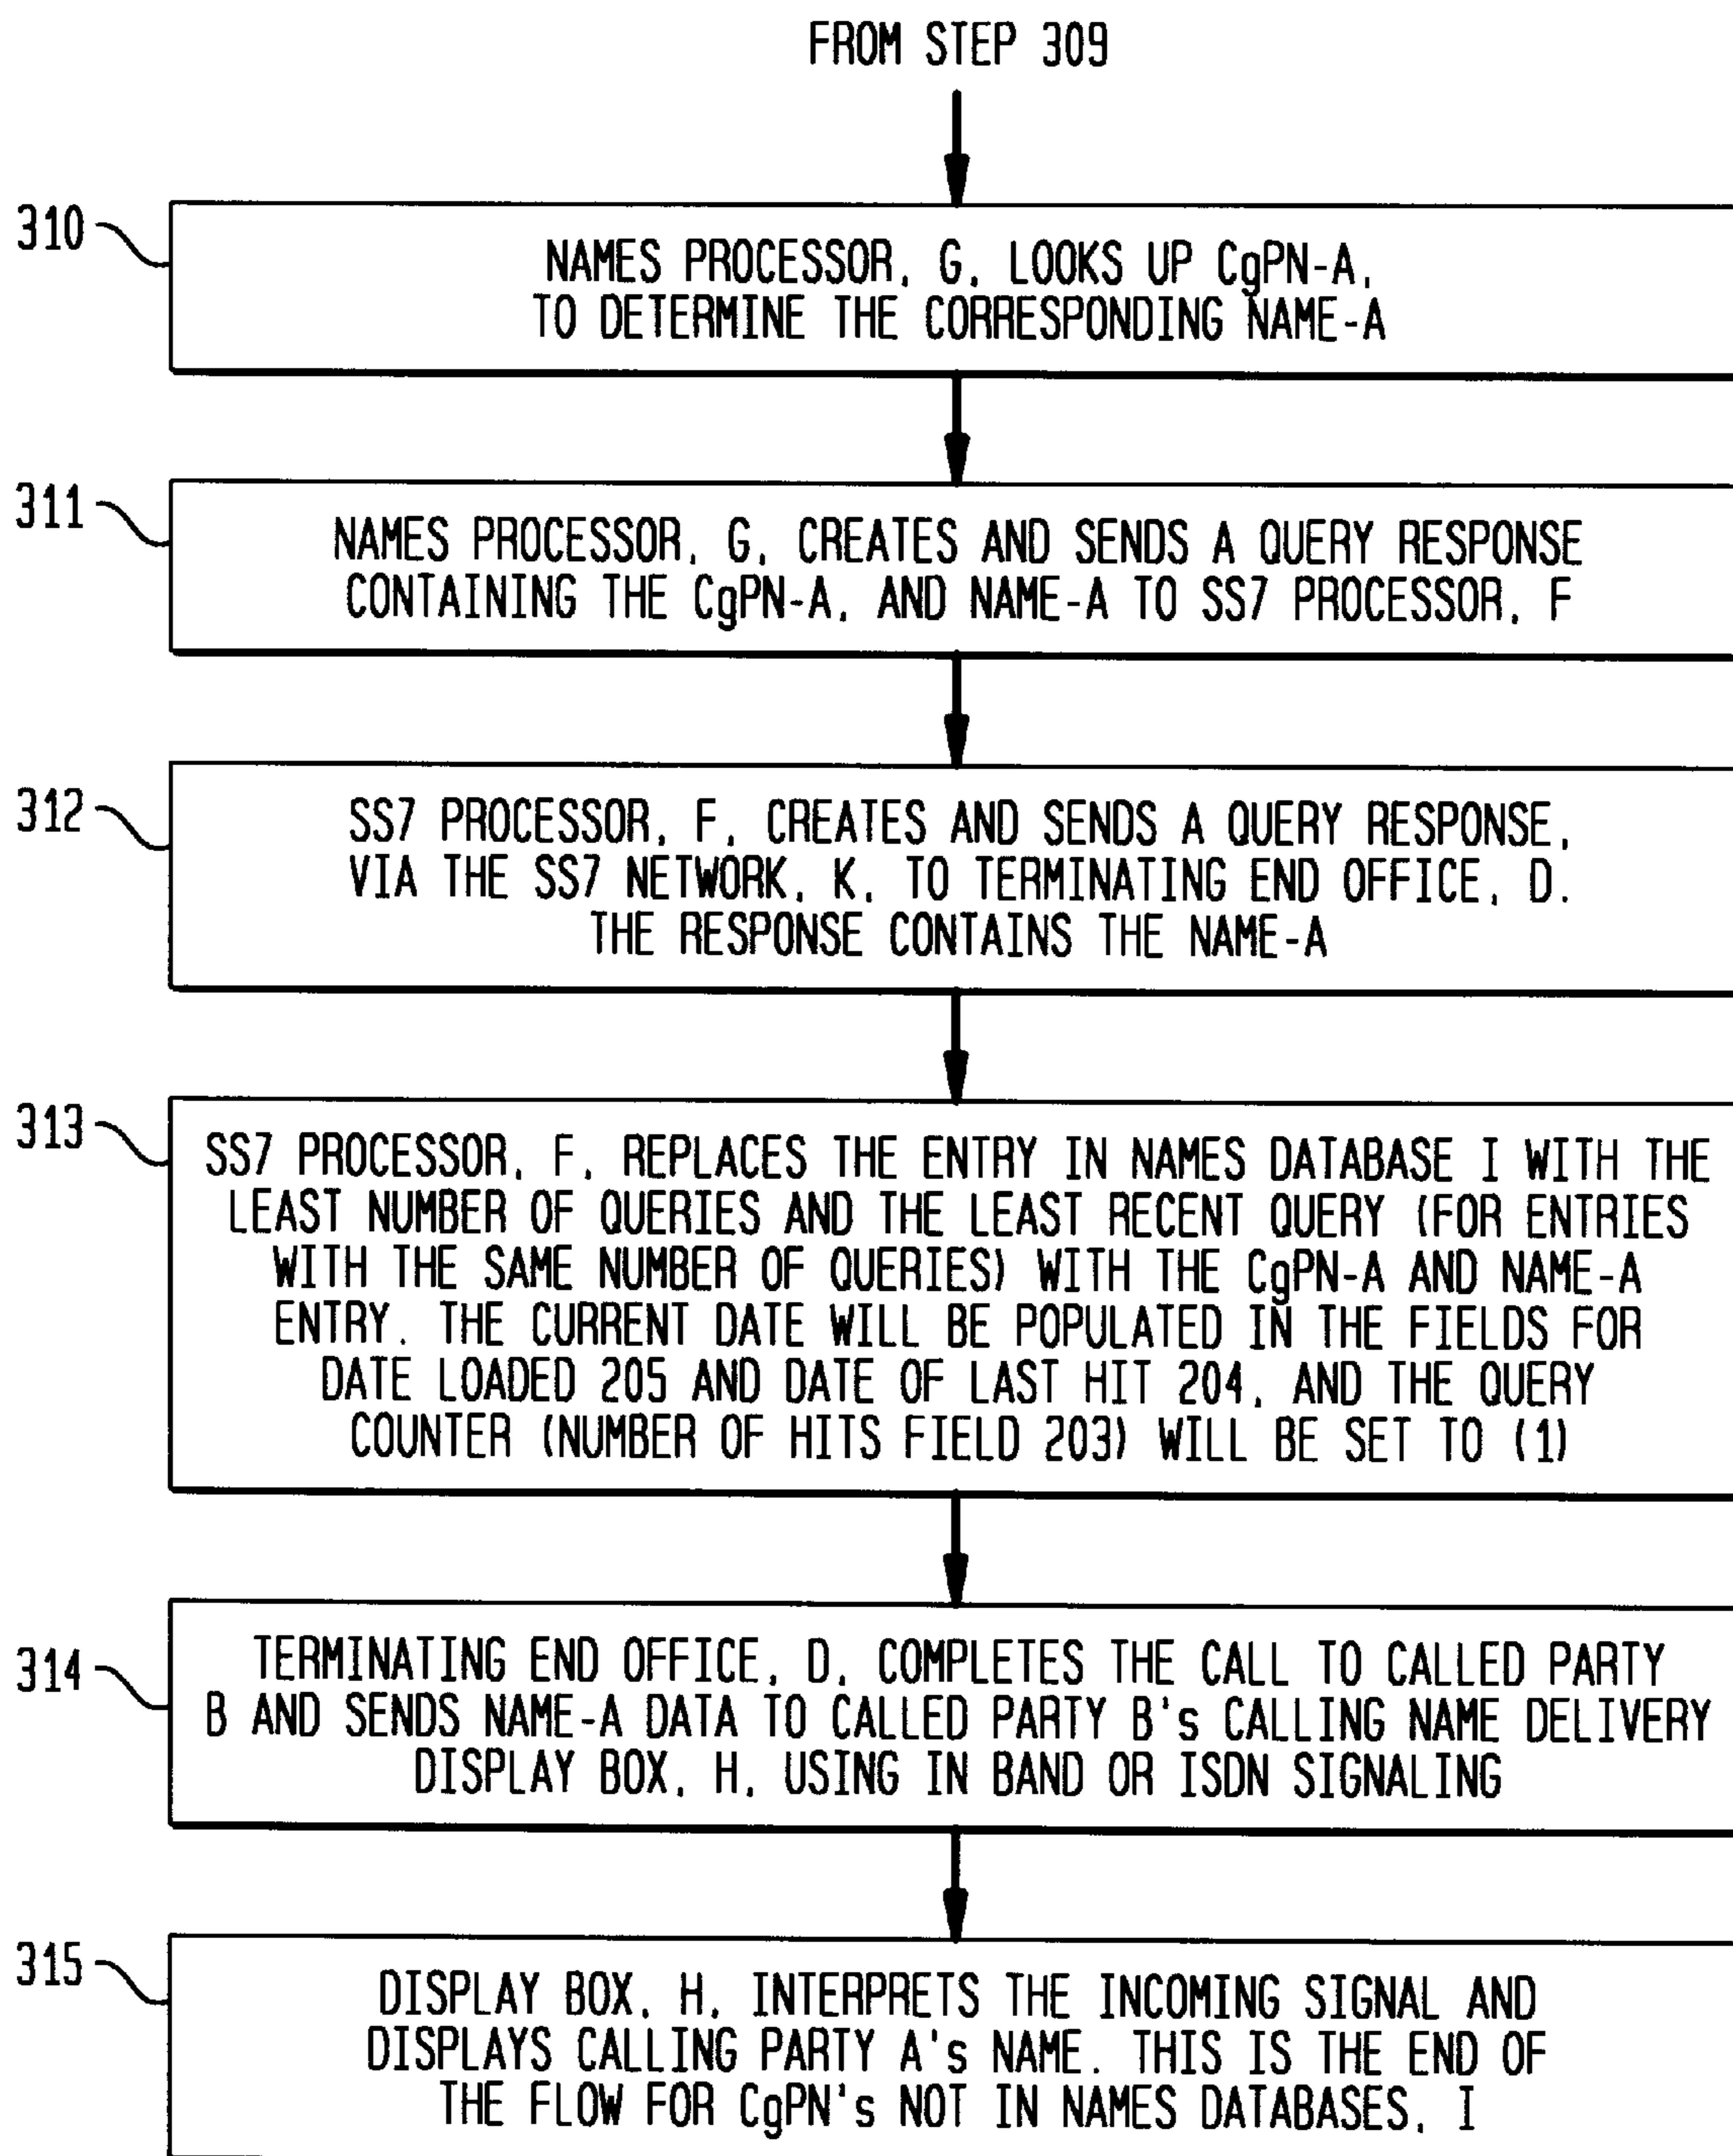 FROM STEP 309
310
NAMES PROCESSOR, G, LOOKS UP CgPN-A,
TO DETERMINE THE CORRESPONDING NAME-A
311
NAMES PROCESSOR, G, CREATES AND SENDS A QUERY RESPONSE
CONTAINING THE CgPN-A, AND NAME-A TO SS7 PROCESSOR, F
312
SS7 PROCESSOR, F, CREATES AND SENDS A QUERY RESPONSE,
VIA THE SS7 NETWORK, K, TO TERMINATING END OFFICE, D.
THE RESPONSE CONTAINS THE NAME-A
313
SS7 PROCESSOR, F, REPLACES THE ENTRY IN NAMES DATABASE I WITH THE
LEAST NUMBER OF QUERIES AND THE LEAST RECENT QUERY (FOR ENTRIES
WITH THE SAME NUMBER OF QUERIES) WITH THE CgPN-A AND NAME-A
ENTRY. THE CURRENT DATE WILL BE POPULATED IN THE FIELDS FOR
DATE LOADED 205 AND DATE OF LAST HIT 204, AND THE QUERY
COUNTER (NUMBER OF HITS FIELD 203) WILL BE SET TO (1)
314
TERMINATING END OFFICE, D, COMPLETES THE CALL TO CALLED PARTY
B AND SENDS NAME-A DATA TO CALLED PARTY B's CALLING NAME DELIVERY
DISPLAY BOX, H, USING IN BAND OR ISDN SIGNALING
315
DISPLAY BOX, H, INTERPRETS THE INCOMING SIGNAL AND
DISPLAYS CALLING PARTY A's NAME. THIS IS THE END OF
THE FLOW FOR CgPN's NOT IN NAMES DATABASES, I